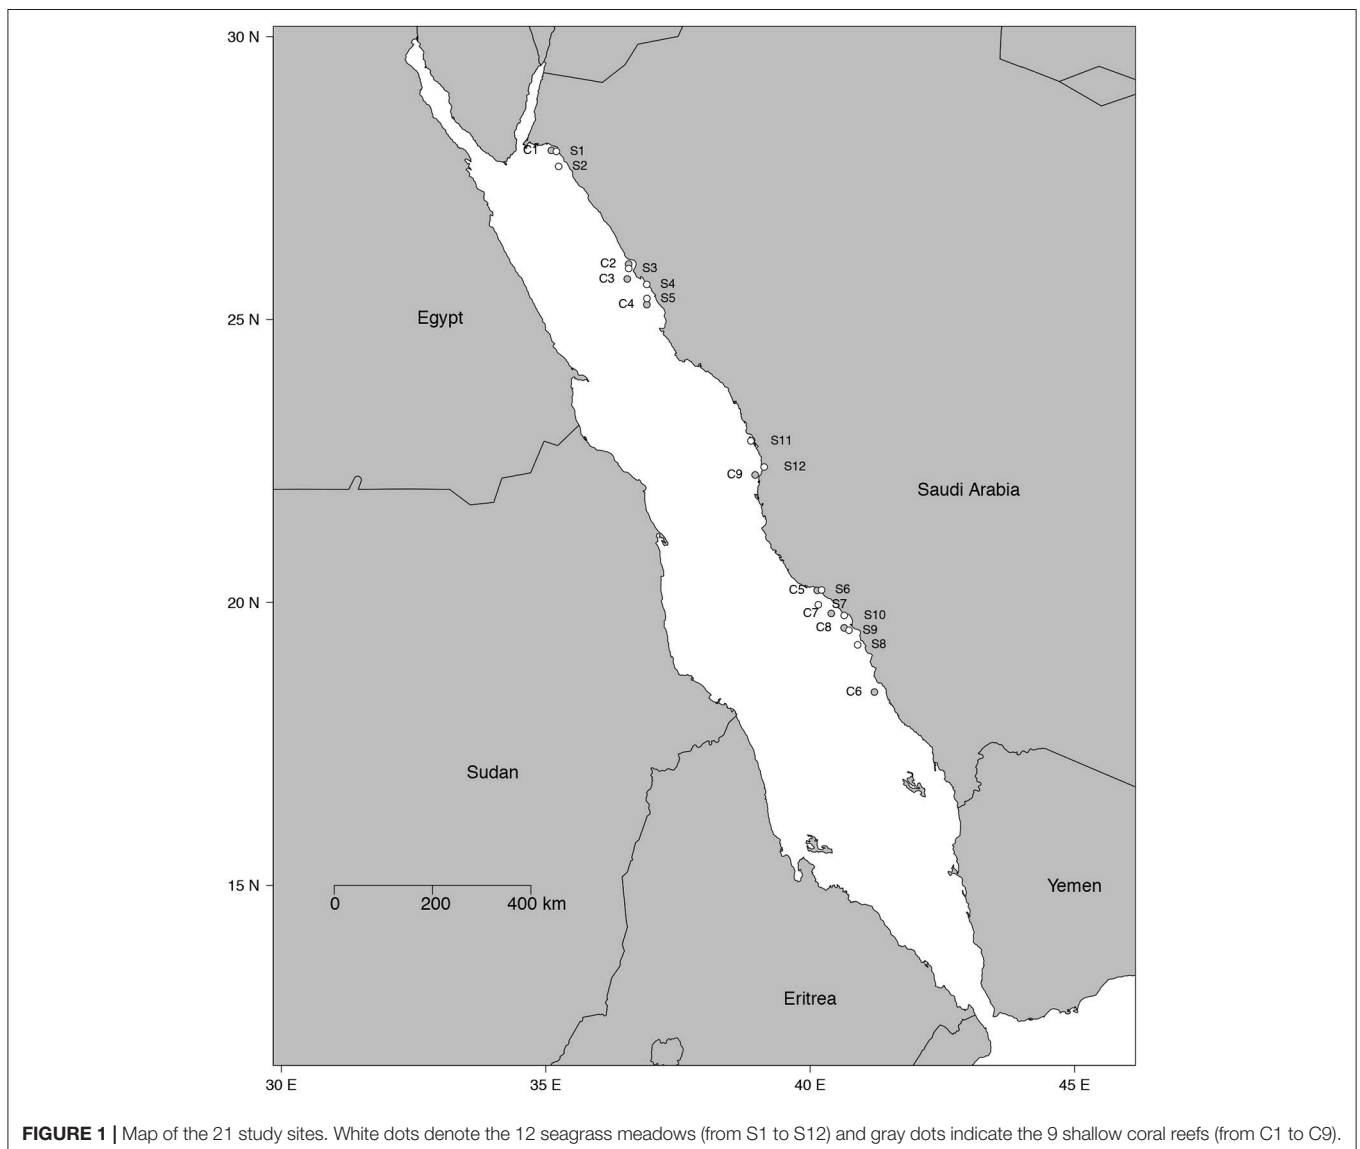 30 N
C1 S1
S2
C2 S3
C3 S4
C4 S5
25 N
Egypt
S11
S12
C9
Saudi Arabia
20 N
C5 S6
S7
C7 S10
C8 S9
S8
C6
Sudan
15 N
0 200 400 km
Yemen
Eritrea
30 E 35 E 40 E 45 E
FIGURE 1 | Map of the 21 study sites. White dots denote the 12 seagrass meadows (from S1 to S12) and gray dots indicate the 9 shallow coral reefs (from C1 to C9).